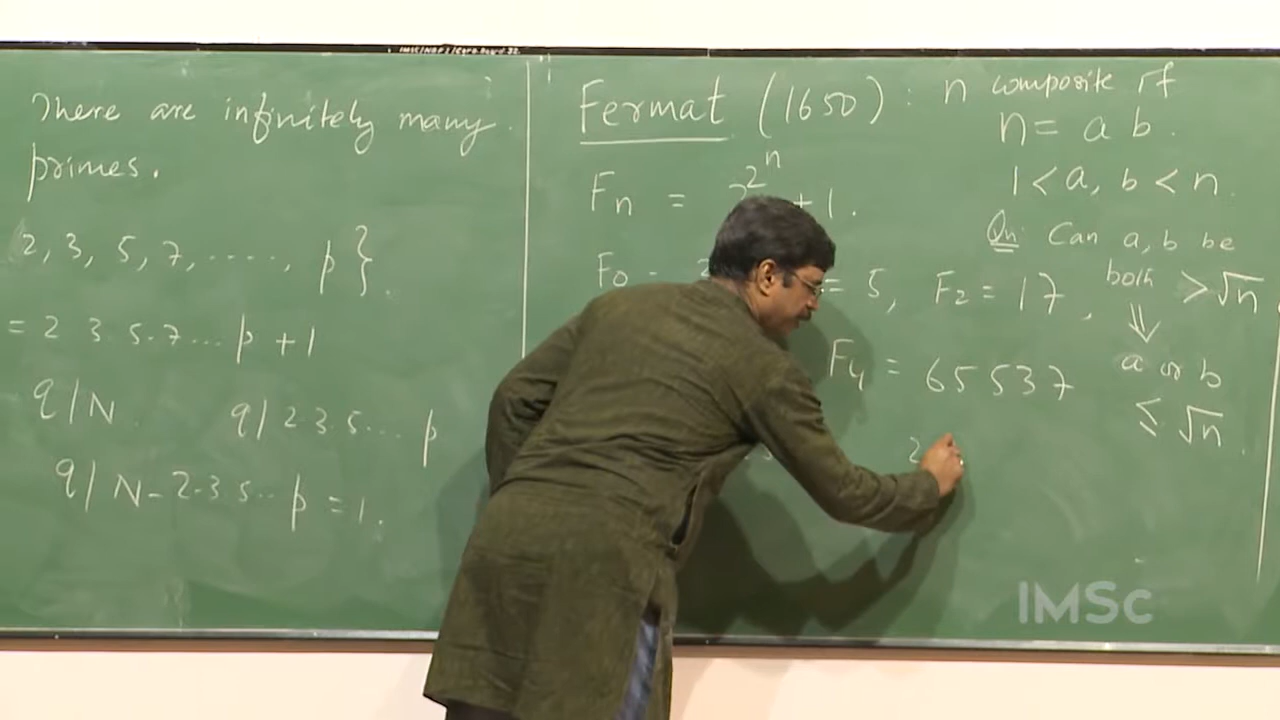 There are infinitely many
primes.
2, 3, 5, 7, ....., p }.
= 2 3 5.7... p + 1
q | N q | 2.3.5... p
q | N - 2.3 5.. p = 1.
Fermat (1650) :
Fn = 2^2^n + 1.
F0 = = 5, F2 = 17,
F4 = 65537
2
n composite if
n = a b.
1 < a, b < n.
Qn: Can a, b be
both > √n
⇓
a or b
≤ √n.
IMSc